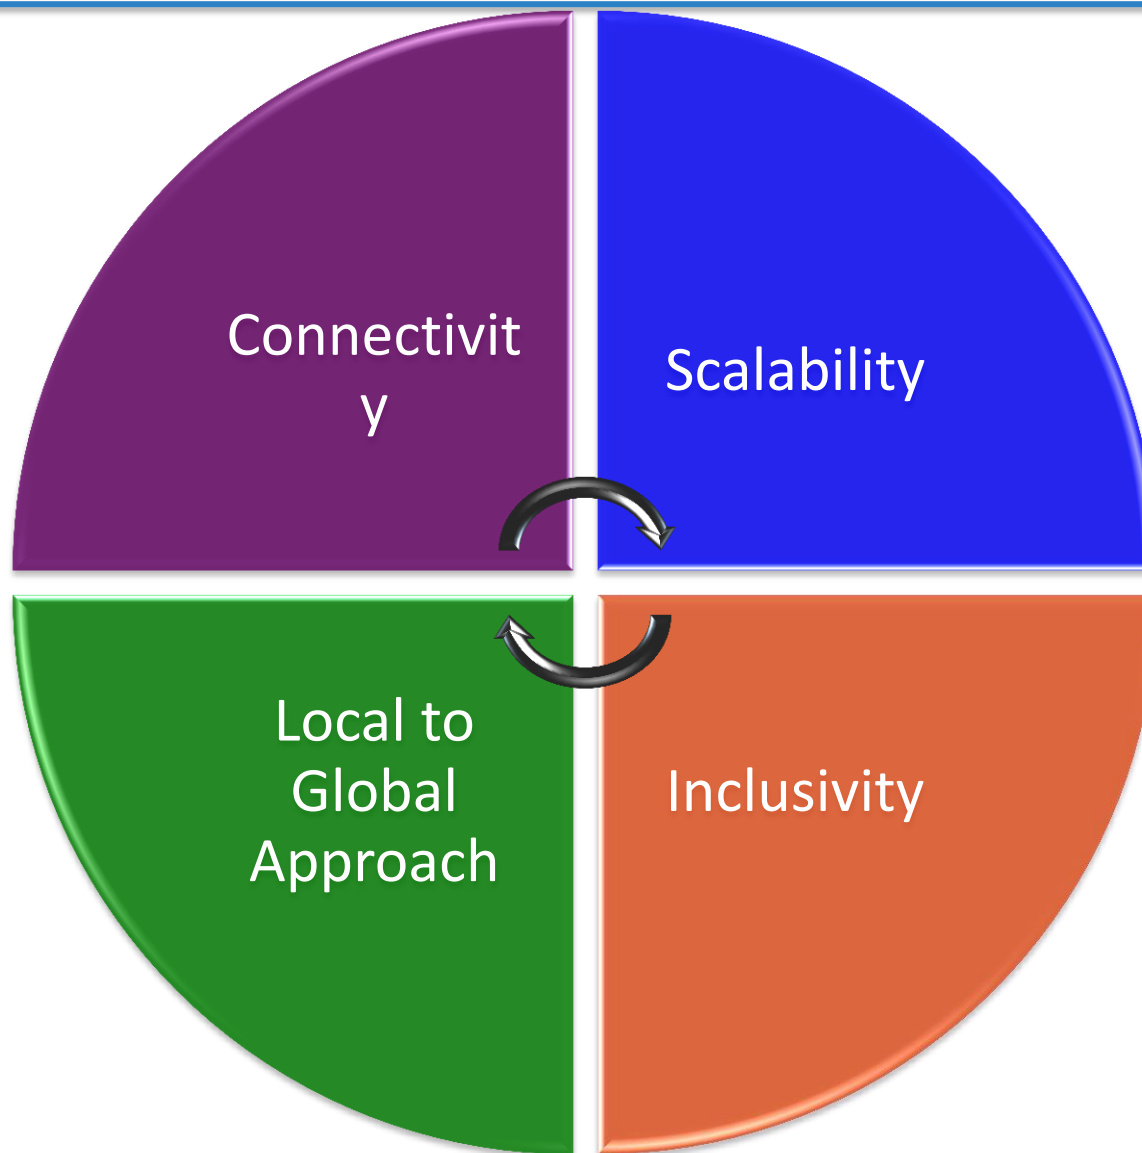 Connectivit
y
Scalability
Local to
Global
Approach
Inclusivity